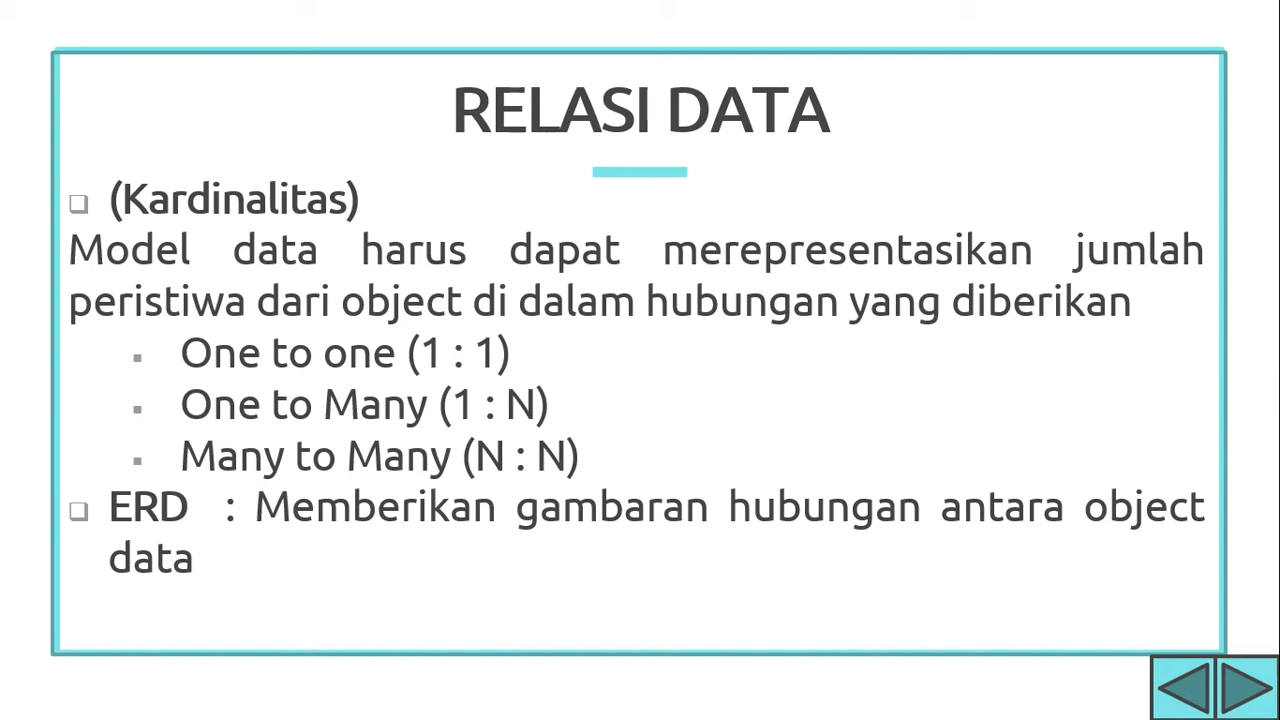 RELASI DATA
(Kardinalitas)
Model data harus dapat merepresentasikan jumlah
peristiwa dari object di dalam hubungan yang diberikan
One to one (1 : 1)
One to Many (1 : N)
Many to Many (N : N)
ERD : Memberikan gambaran hubungan antara object
data